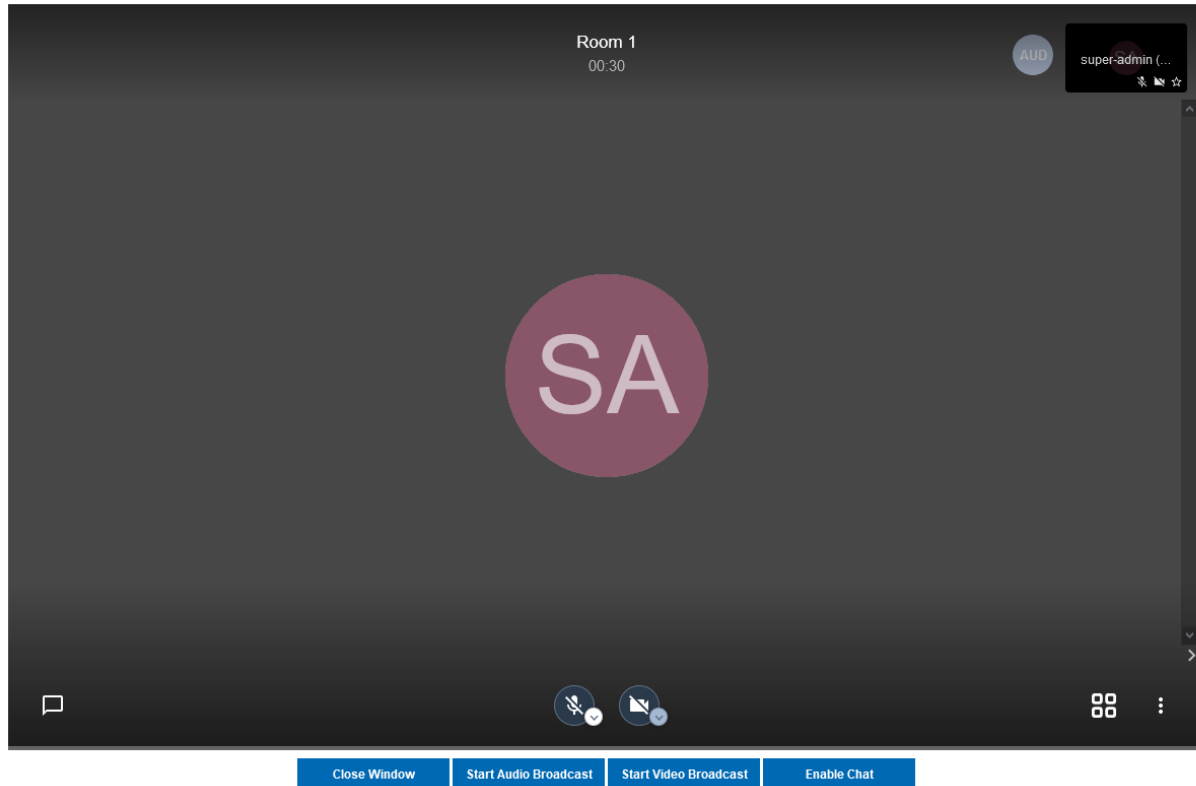 Room 1
00:30
AUD
super-admin (...
SA
Close Window
Start Audio Broadcast
Start Video Broadcast
Enable Chat